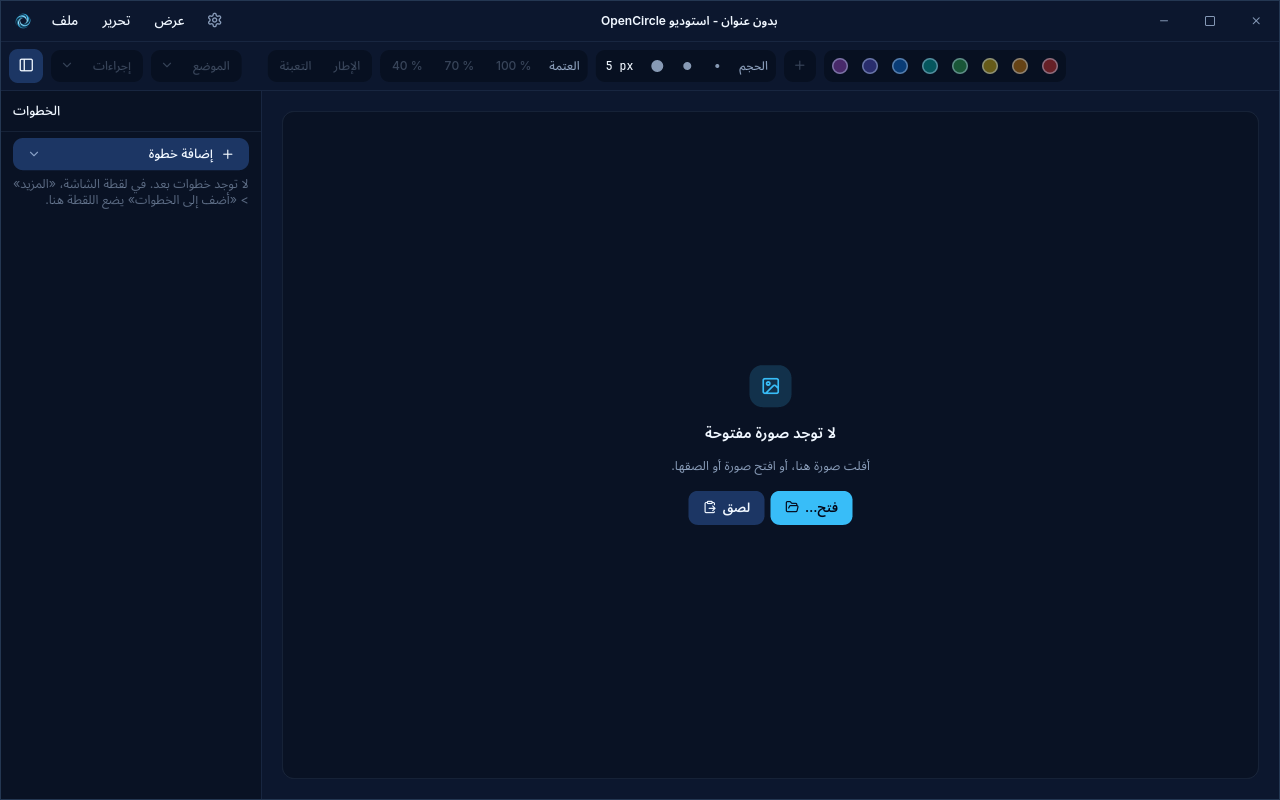 بدون عنوان - استوديو OpenCircle
ملف
تحرير
عرض
إجراءات
الموضع
التعبئة
الإطار
40 %
70 %
100 %
العتمة
5 px
الحجم
الخطوات
إضافة خطوة
لا توجد خطوات بعد. في لقطة الشاشة، «المزيد»
> «أضف إلى الخطوات» يضع اللقطة هنا.
لا توجد صورة مفتوحة
أفلت صورة هنا، أو افتح صورة أو الصقها.
فتح...
لصق